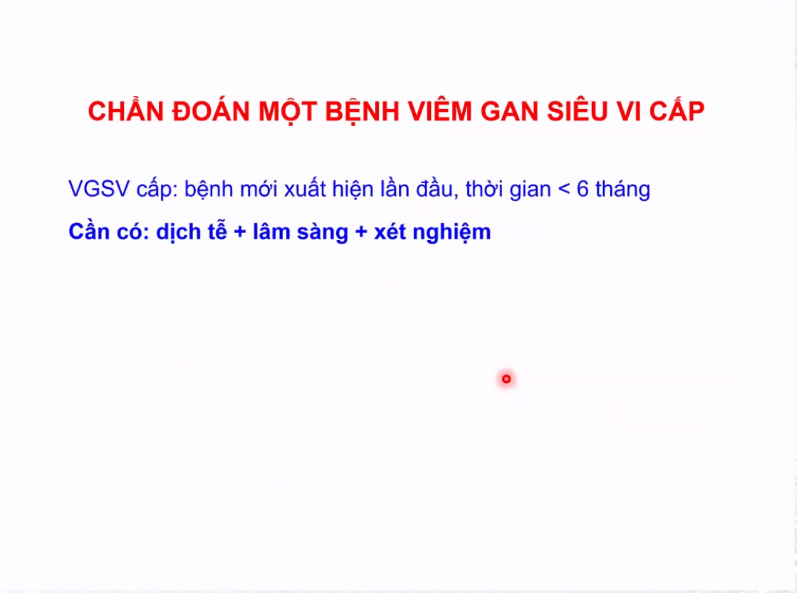 CHẨN ĐOÁN MỘT BỆNH VIÊM GAN SIÊU VI CẤP
VGSV cấp: bệnh mới xuất hiện lần đầu, thời gian < 6 tháng
Cần có: dịch tễ + lâm sàng + xét nghiệm